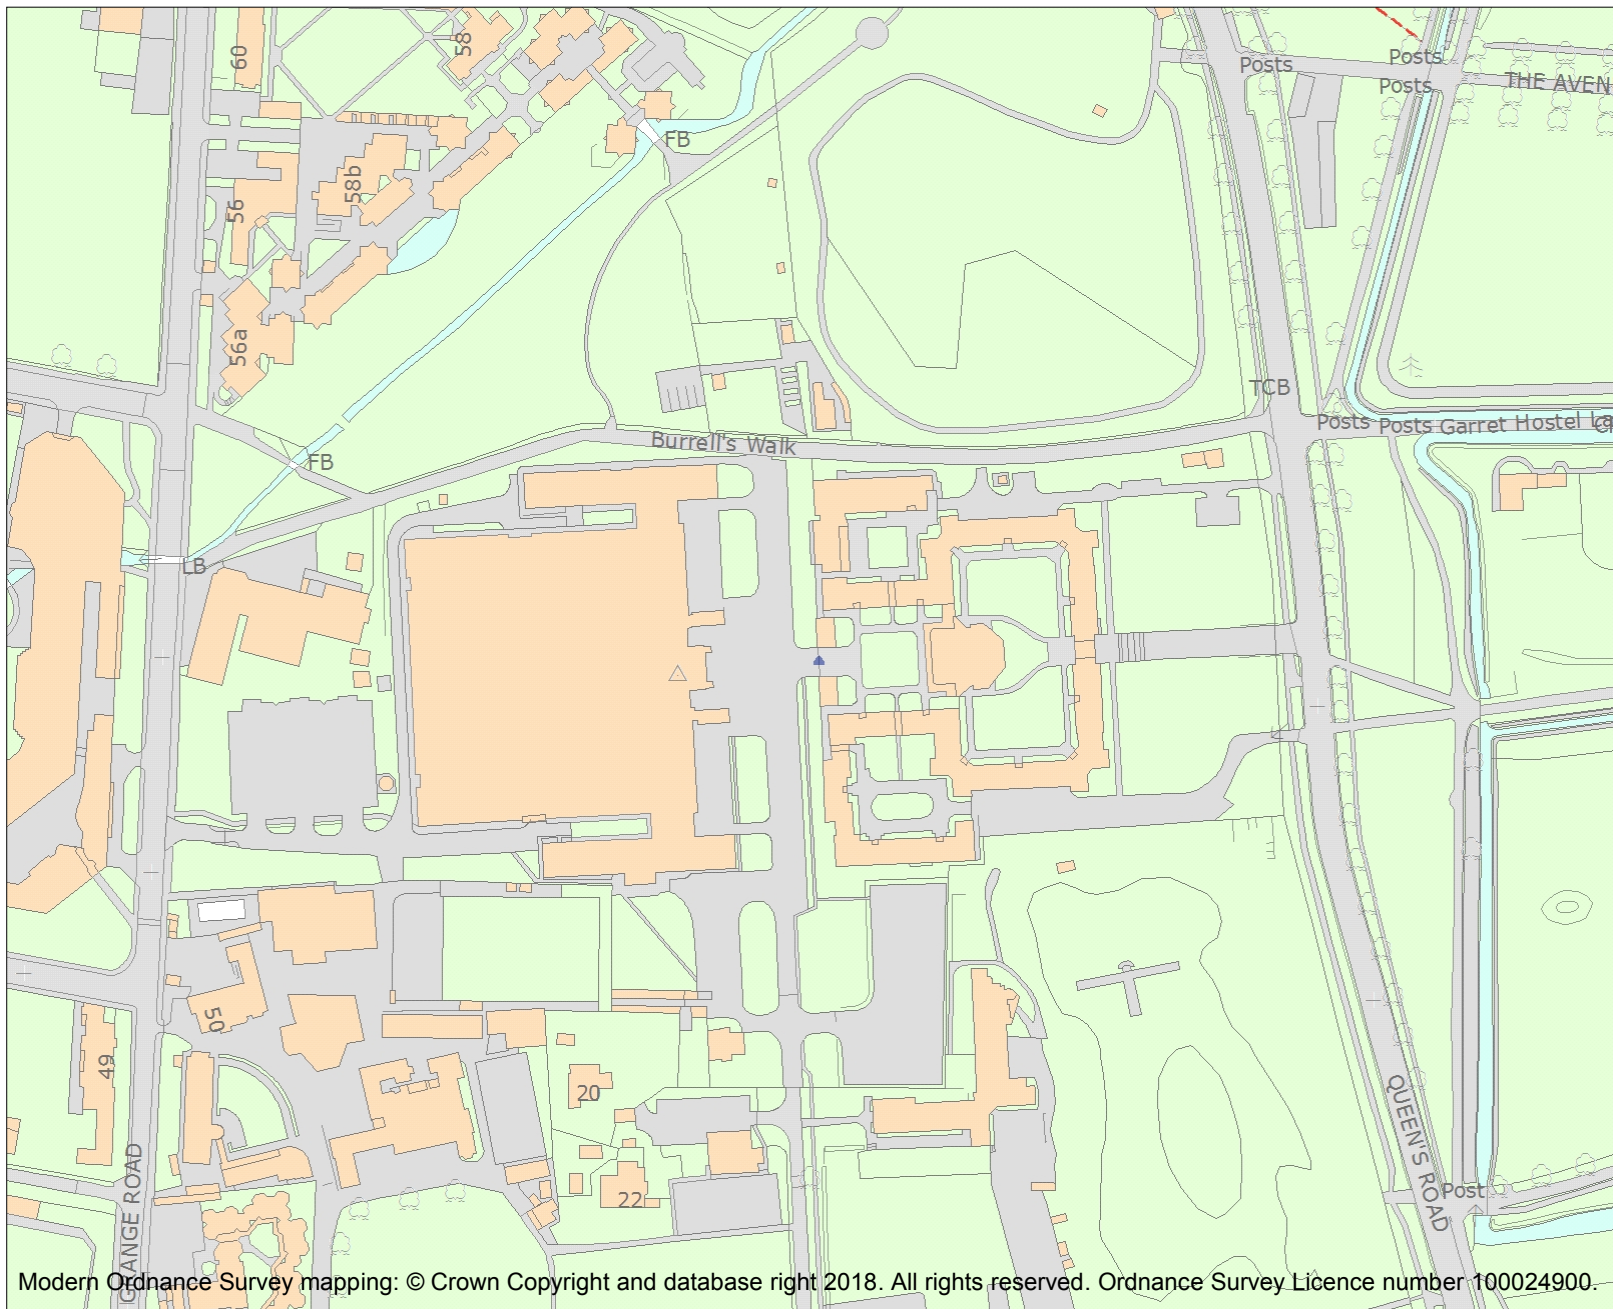 58
60
Posts
Posts
Posts
THE AVEN
FB
58b
56
56a
TCB
Posts
Posts
Garret Hostel La
Burrell's Walk
FB
LB
50
49
20
22
GRANGE ROAD
QUEEN'S ROAD
Post
Modern Ordnance Survey mapping: © Crown Copyright and database right 2018. All rights reserved. Ordnance Survey Licence number 100024900.